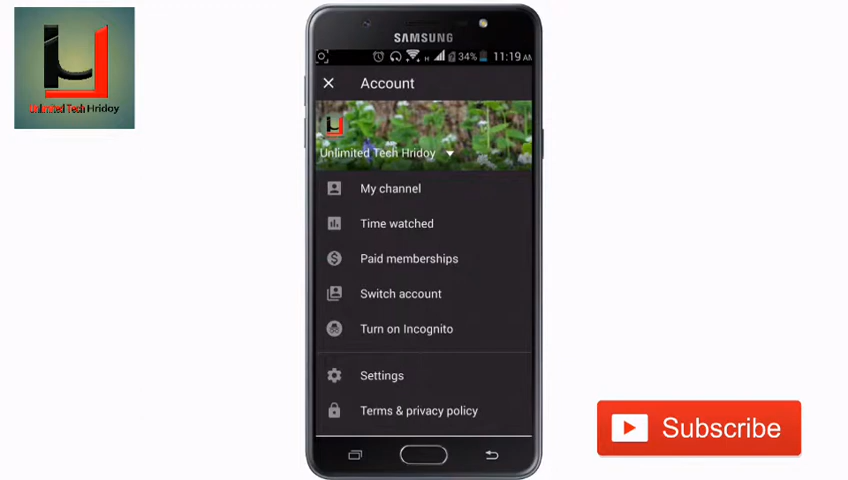 Unlimited Tech Hridoy
SAMSUNG
H 34% 11:19 AM
Account
Unlimited Tech Hridoy
My channel
Time watched
Paid memberships
Switch account
Turn on Incognito
Settings
Terms & privacy policy
Subscribe